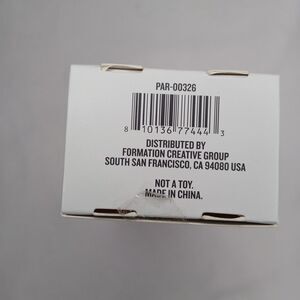 PAR-00326
8 10136 77444 3
DISTRIBUTED BY
FORMATION CREATIVE GROUP
SOUTH SAN FRANCISCO, CA 94080 USA
NOT A TOY.
MADE IN CHINA.